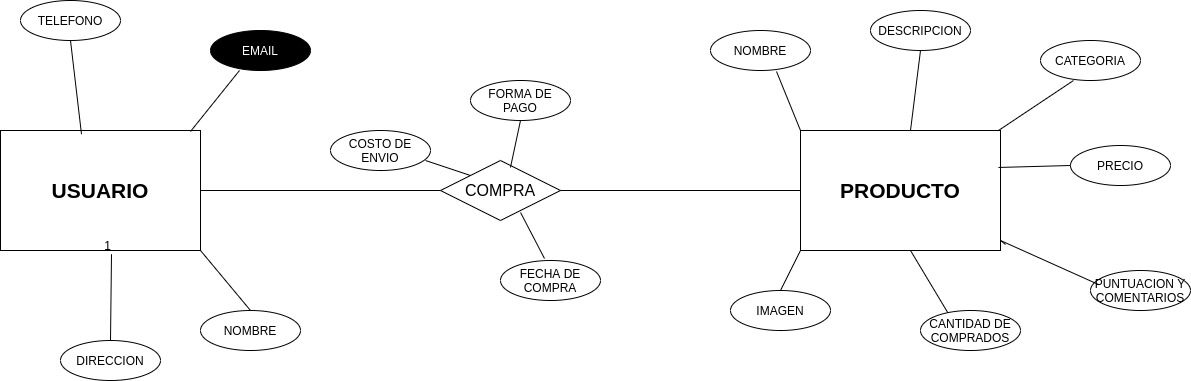 TELEFONO
EMAIL
USUARIO
1
DIRECCION
NOMBRE
COSTO DE
ENVIO
FORMA DE
PAGO
COMPRA
FECHA DE
COMPRA
NOMBRE
DESCRIPCION
CATEGORIA
PRODUCTO
PRECIO
IMAGEN
CANTIDAD DE
COMPRADOS
PUNTUACION Y
COMENTARIOS